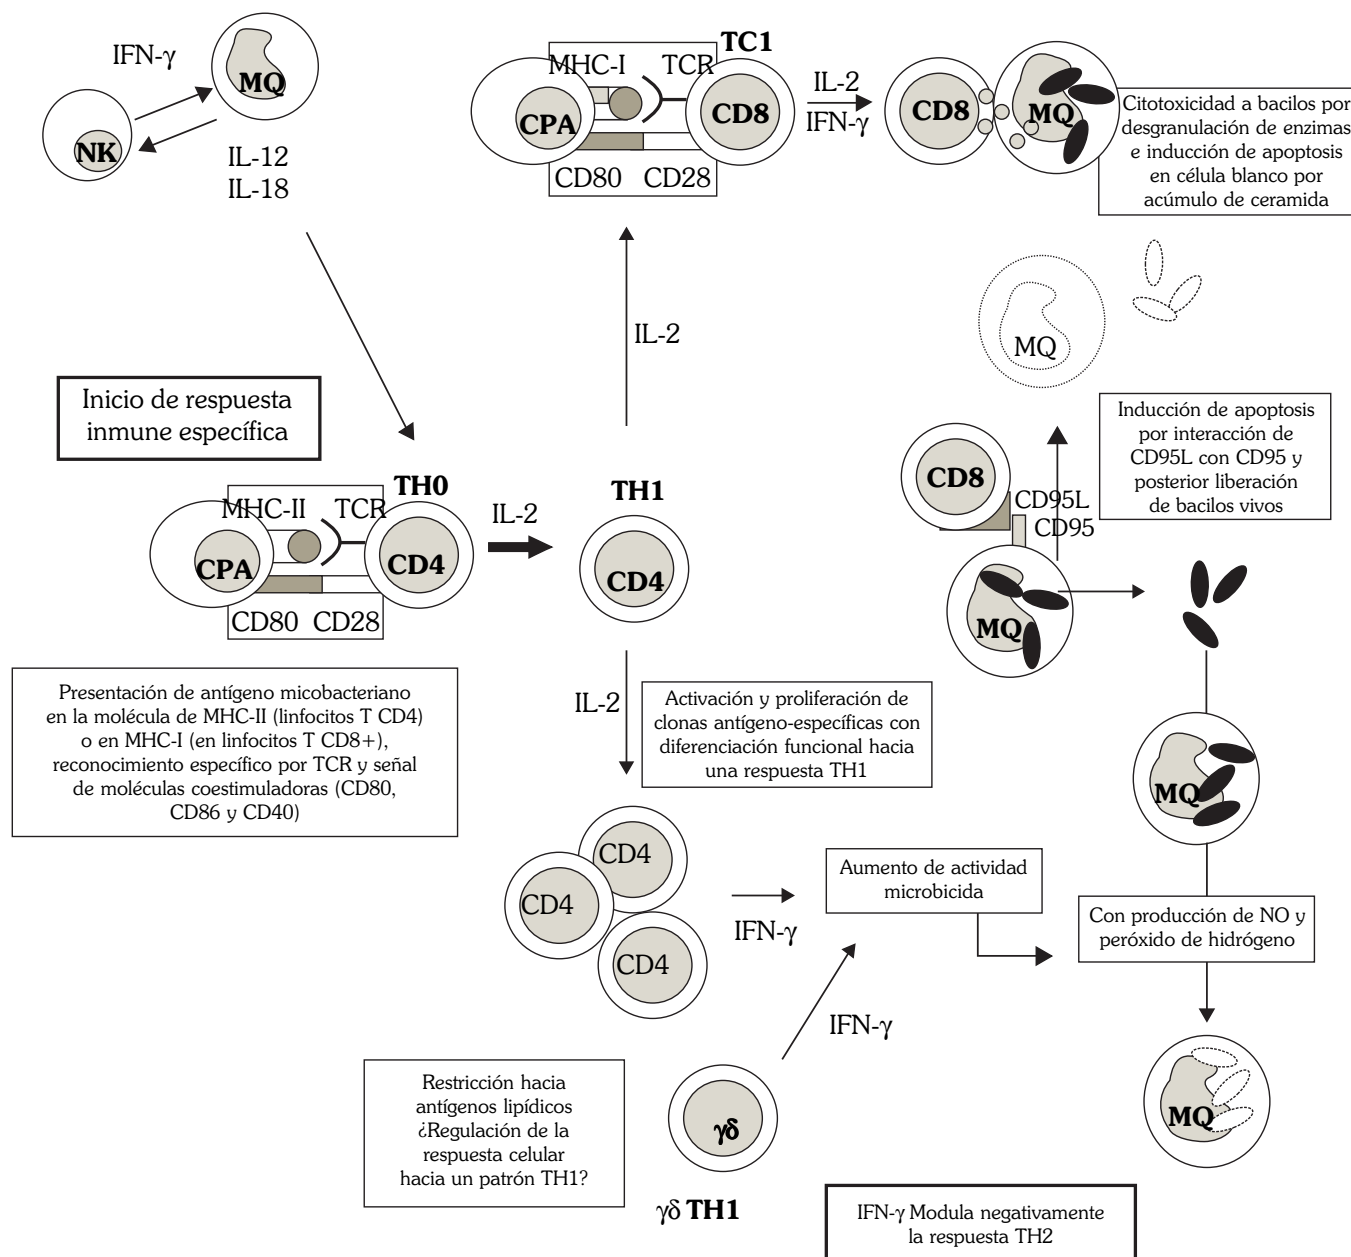 IFN-γ
MQ
NK
IL-12
IL-18
TC1
MHC-I
TCR
CPA
CD8
CD80
CD28
IL-2
IFN-γ
CD8
MQ
Citotoxicidad a bacilos por
desgranulación de enzimas
e inducción de apoptosis
en célula blanco por
acúmulo de ceramida
MQ
IL-2
Inicio de respuesta
inmune específica
Inducción de apoptosis
por interacción de
CD95L con CD95 y
posterior liberación
de bacilos vivos
CD8
CD95L
CD95
MQ
TH0
MHC-II
TCR
CPA
CD4
CD80
CD28
IL-2
TH1
CD4
Presentación de antígeno micobacteriano
en la molécula de MHC-II (linfocitos T CD4)
o en MHC-I (en linfocitos T CD8+),
reconocimiento específico por TCR y señal
de moléculas coestimuladoras (CD80,
CD86 y CD40)
IL-2
Activación y proliferación de
clonas antígeno-específicas con
diferenciación funcional hacia
una respuesta TH1
MQ
CD4
CD4
CD4
IFN-γ
Aumento de actividad
microbicida
Con producción de NO y
peróxido de hidrógeno
IFN-γ
MQ
Restricción hacia
antígenos lipídicos
¿Regulación de la
respuesta celular
hacia un patrón TH1?
γδ
γδ TH1
IFN-γ Modula negativamente
la respuesta TH2